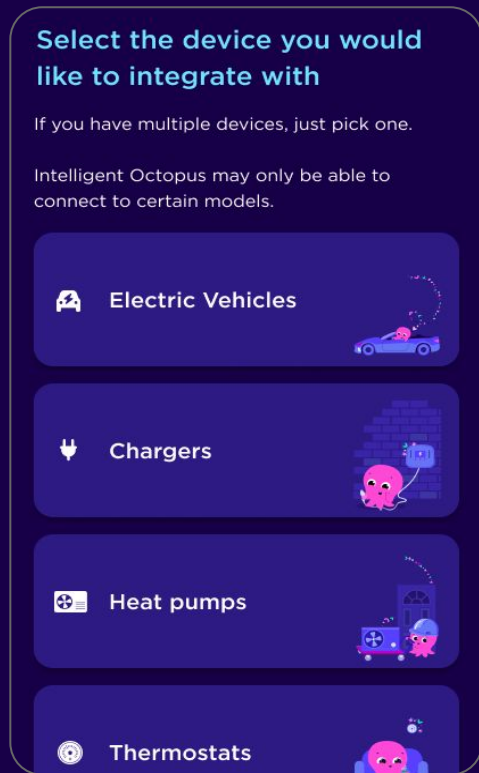 Select the device you would
like to integrate with
If you have multiple devices, just pick one.
Intelligent Octopus may only be able to
connect to certain models.
Electric Vehicles
Chargers
Heat pumps
Thermostats